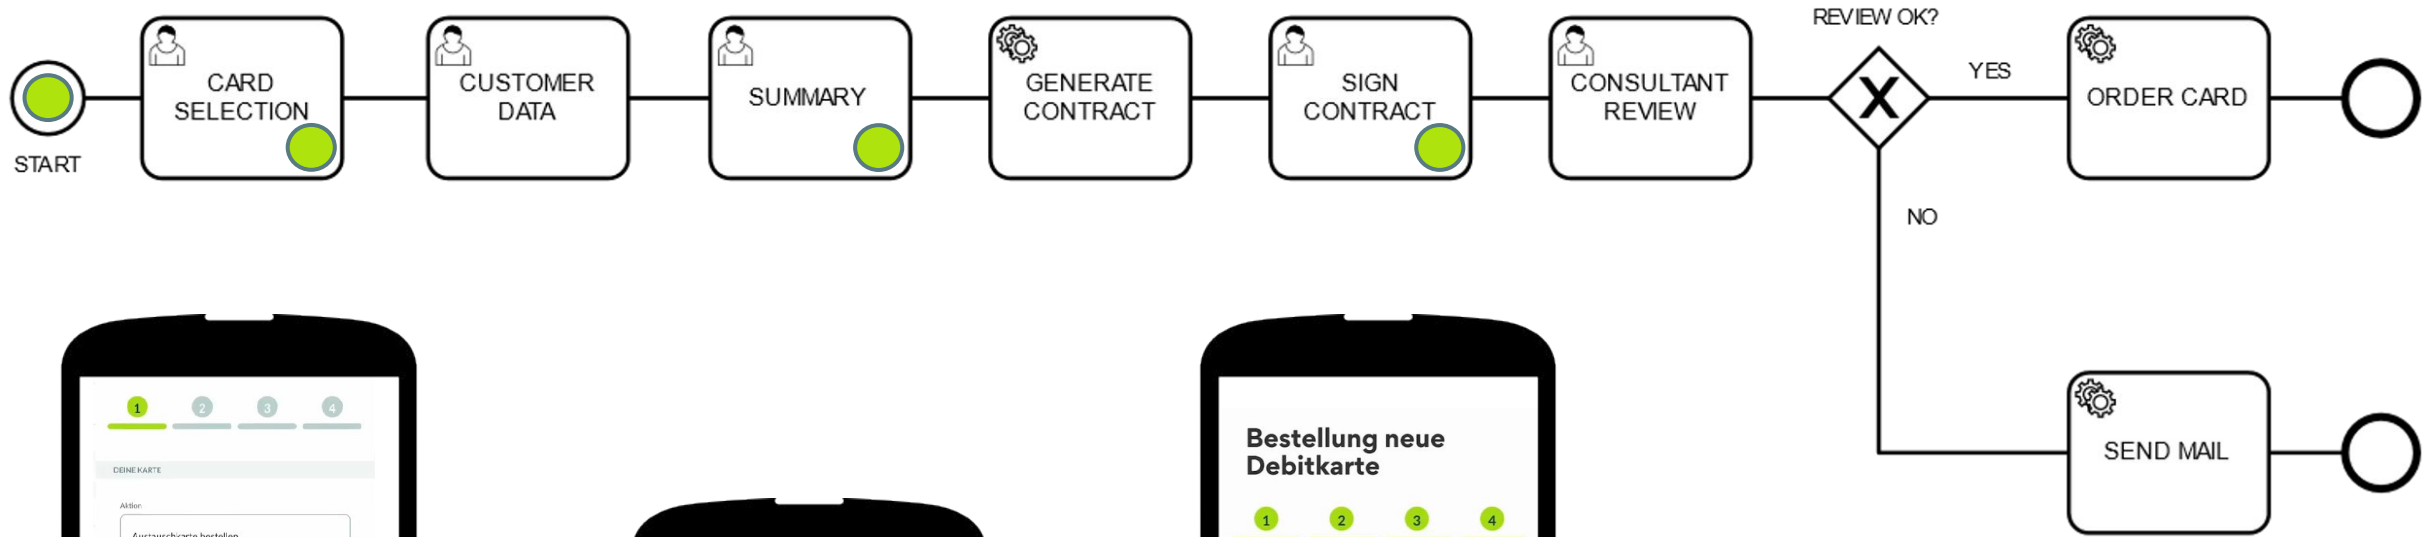 REVIEW OK?
CARD
SELECTION
CUSTOMER
DATA
SUMMARY
GENERATE
CONTRACT
SIGN
CONTRACT
CONSULTANT
REVIEW
X
YES
ORDER CARD
START
NO
SEND MAIL
1 2 3 4
DEINE KARTE
Aktion
Austauschkarte bestellen
Bestellung neue
Debitkarte
1 2 3 4